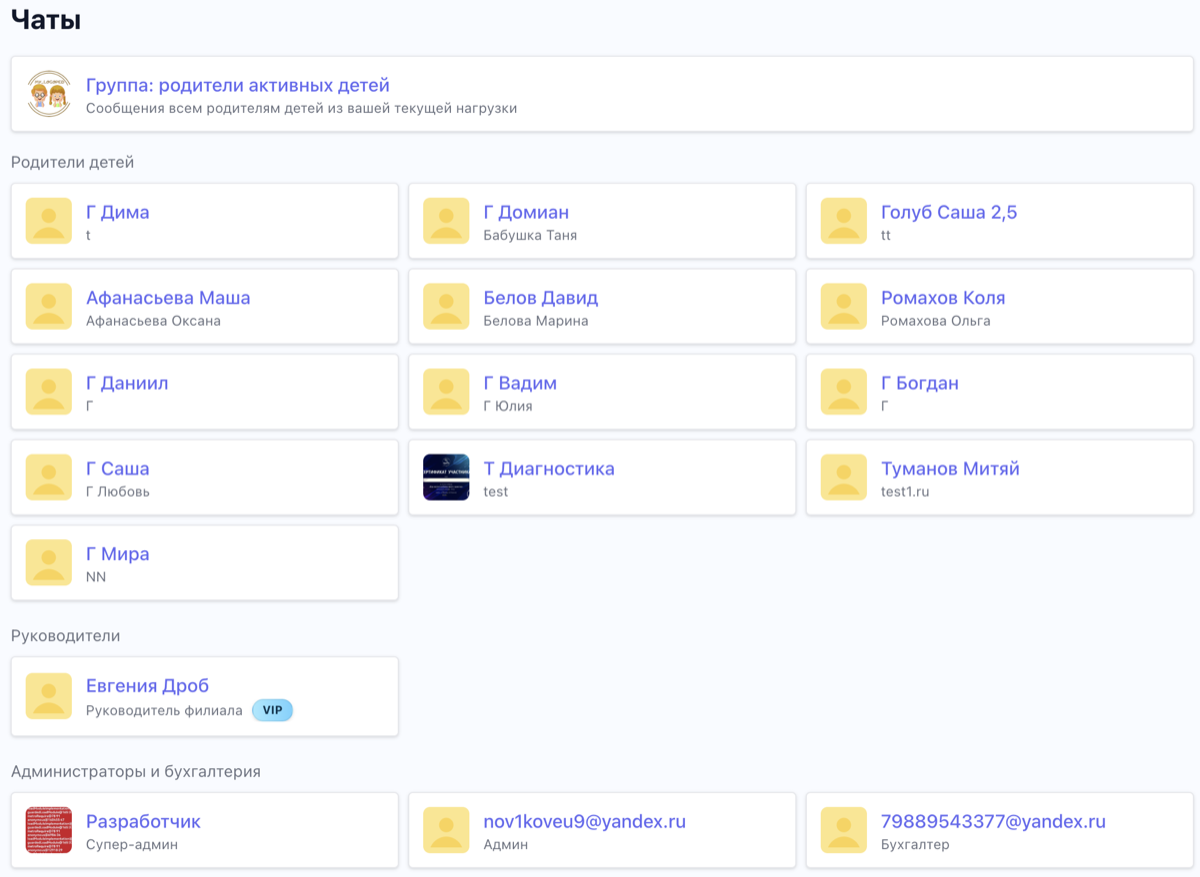 Чаты
Группа: родители активных детей
Сообщения всем родителям детей из вашей текущей нагрузки
Родители детей
Г Дима
t
Г Домиан
Бабушка Таня
Голуб Саша 2,5
tt
Афанасьева Маша
Афанасьева Оксана
Белов Давид
Белова Марина
Ромахов Коля
Ромахова Ольга
Г Даниил
Г
Г Вадим
Г Юлия
Г Богдан
Г
Г Саша
Г Любовь
Т Диагностика
test
Туманов Митяй
test1.ru
Г Мира
NN
Руководители
Евгения Дроб
Руководитель филиала VIP
Администраторы и бухгалтерия
Разработчик
Супер-админ
nov1koveu9@yandex.ru
Админ
79889543377@yandex.ru
Бухгалтер